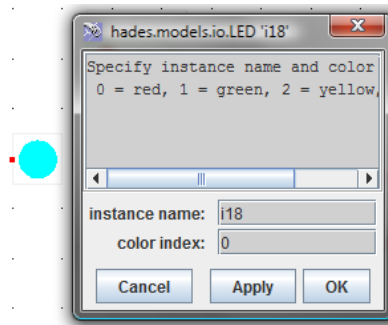 hades.models.io.LED 'i18'
Specify instance name and color
0 = red, 1 = green, 2 = yellow,
instance name: i18
color index: 0
Cancel Apply OK